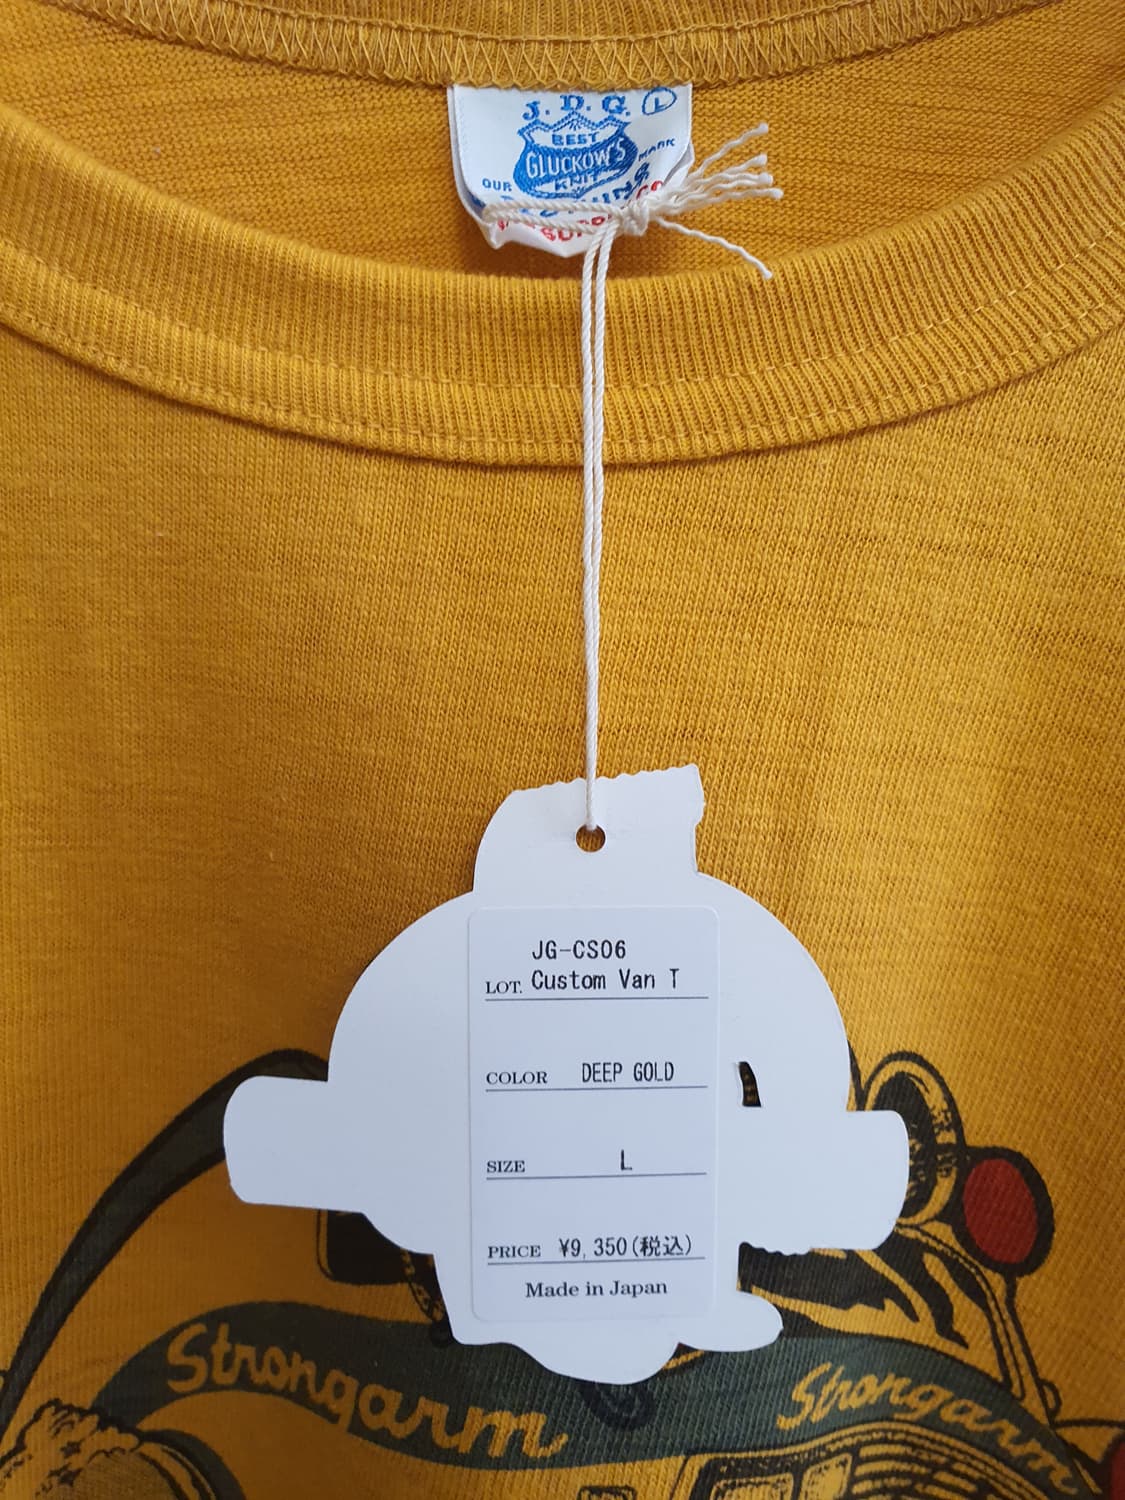 J. D. G. L
BEST
GLUCKOW'S
KNIT
OUR MARK
JG-CS06
LOT. Custom Van T
COLOR DEEP GOLD
SIZE L
PRICE ¥9,350(税込)
Made in Japan
Strongarm
Strongarm